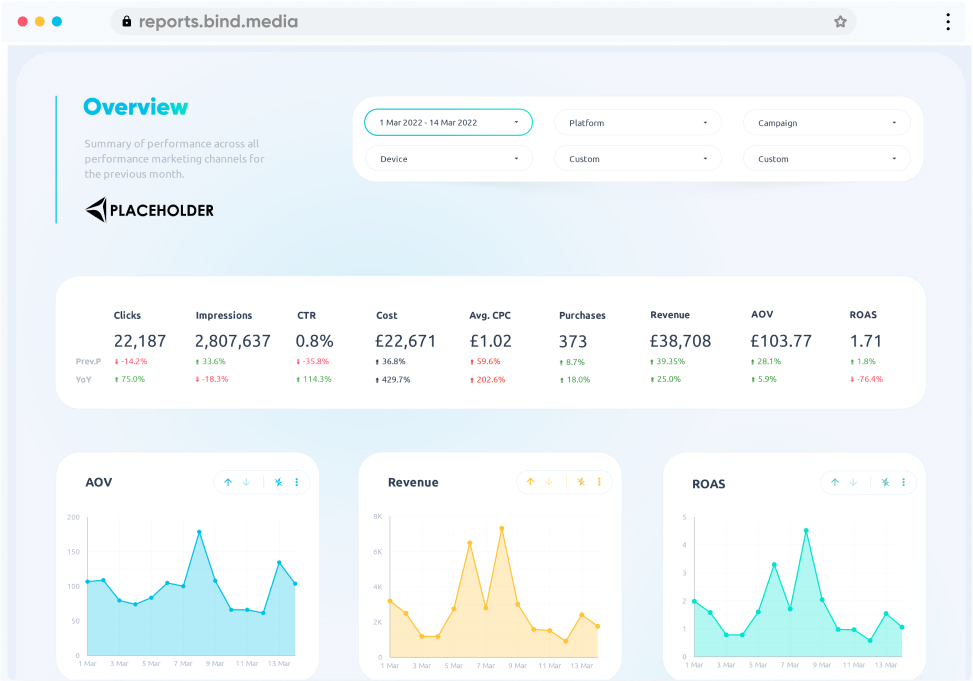 reports.bind.media
Overview
Summary of performance across all
performance marketing channels for
the previous month.
PLACEHOLDER
1 Mar 2022 - 14 Mar 2022 Platform Campaign
Device Custom Custom
Clicks Impressions CTR Cost Avg. CPC Purchases Revenue AOV ROAS
22,187 2,807,637 0.8% £22,671 £1.02 373 £38,708 £103.77 1.71
Prev.P ⬇ -14.2% ⬆ 33.6% ⬇ -35.8% ⬆ 36.8% ⬆ 59.6% ⬆ 8.7% ⬆ 39.35% ⬆ 28.1% ⬆ 1.8%
YoY ⬆ 75.0% ⬇ -18.3% ⬆ 114.3% ⬆ 429.7% ⬆ 202.6% ⬆ 18.0% ⬆ 25.0% ⬆ 5.9% ⬇ -76.4%
AOV
200
150
100
50
0
1 Mar 3 Mar 5 Mar 7 Mar 9 Mar 11 Mar 13 Mar
Revenue
8K
6K
4K
2K
0
1 Mar 3 Mar 5 Mar 7 Mar 9 Mar 11 Mar 13 Mar
ROAS
5
4
3
2
1
0
1 Mar 3 Mar 5 Mar 7 Mar 9 Mar 11 Mar 13 Mar